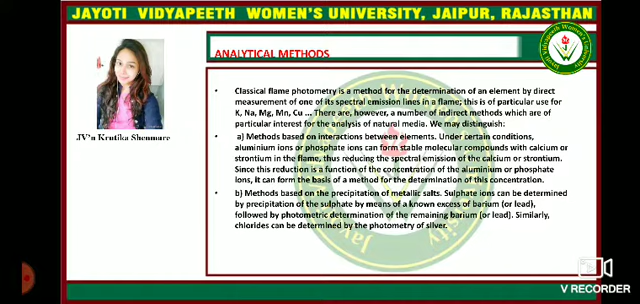 JAYOTI VIDYAPEETH WOMEN'S UNIVERSITY, JAIPUR, RAJASTHAN
ANALYTICAL METHODS
JV'n Krutika Shenmare
• Classical flame photometry is a method for the determination of an element by direct
measurement of one of its spectral emission lines in a flame; this is of particular use for
K, Na, Mg, Mn, Cu ... There are, however, a number of indirect methods which are of
particular interest for the analysis of natural media. We may distinguish:
• a) Methods based on interactions between elements. Under certain conditions,
aluminium ions or phosphate ions can form stable molecular compounds with calcium or
strontium in the flame, thus reducing the spectral emission of the calcium or strontium.
Since this reduction is a function of the concentration of the aluminium or phosphate
ions, it can form the basis of a method for the determination of this concentration.
• b) Methods based on the precipitation of metallic salts. Sulphate ions can be determined
by precipitation of the sulphate by means of a known excess of barium (or lead),
followed by photometric determination of the remaining barium (or lead). Similarly,
chlorides can be determined by the photometry of silver.
V RECORDER